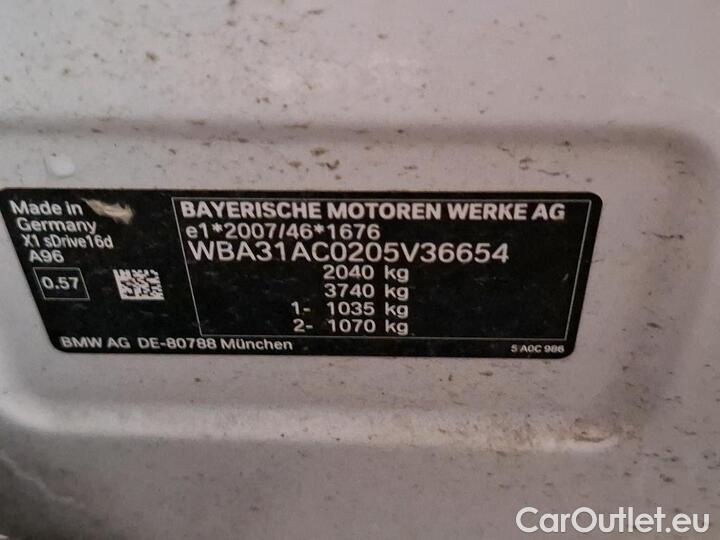 Made in
Germany
X1 sDrive16d
A96
0.57
BAYERISCHE MOTOREN WERKE AG
e1*2007/46*1676
WBA31AC0205V36654
2040 kg
3740 kg
1- 1035 kg
2- 1070 kg
BMW AG DE-80788 München
5 A0C 986
CarOutlet.eu